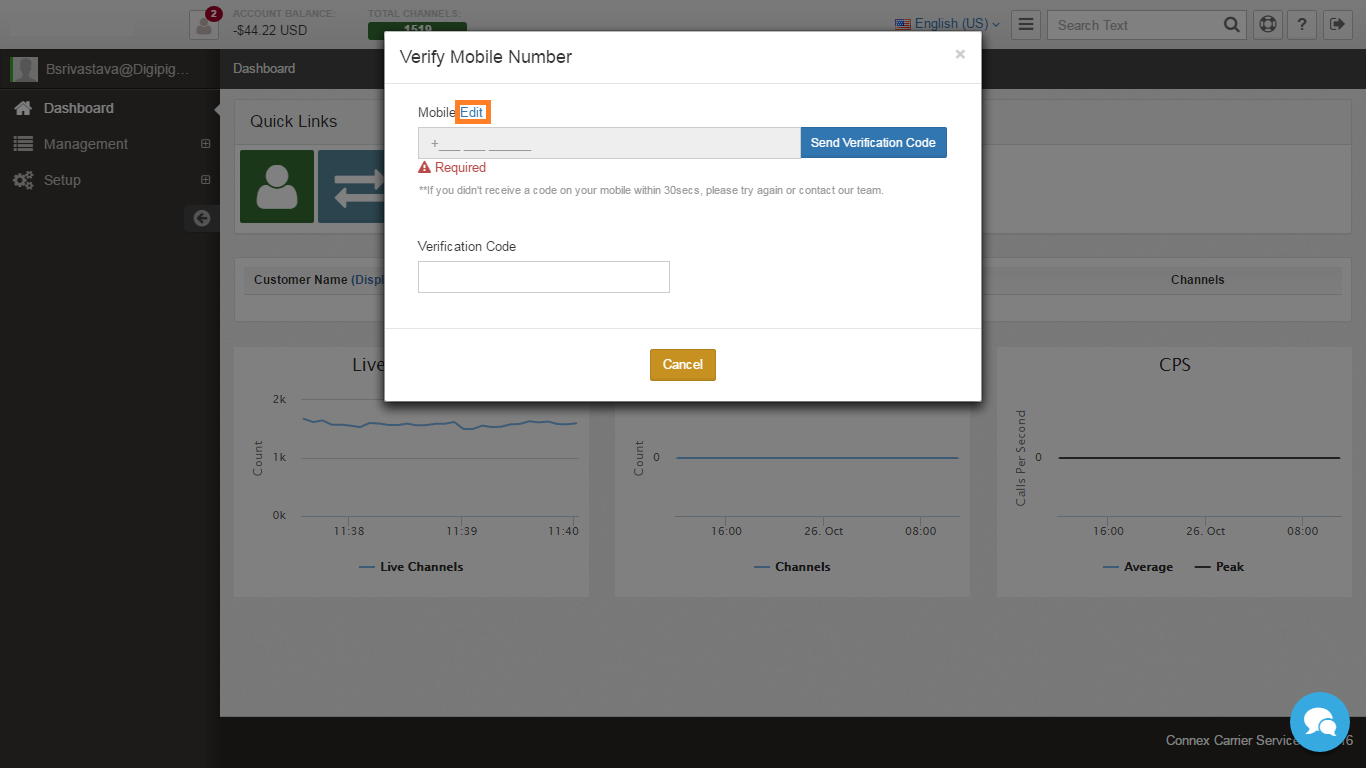 2
ACCOUNT BALANCE:
-$44.22 USD
TOTAL CHANNELS:
1519
English (US)
Search Text
?
Bsrivastava@Digipig...
Dashboard
Dashboard
Management
Setup
Quick Links
Verify Mobile Number
×
Mobile Edit
+___ ___ ______
Send Verification Code
Required
**If you didn't receive a code on your mobile within 30secs, please try again or contact our team.
Verification Code
Cancel
Customer Name (Displ
Channels
Live
2k
1k
0k
Count
11:38
11:39
11:40
Live Channels
Count
0
16:00
26. Oct
08:00
Channels
CPS
Calls Per Second
0
16:00
26. Oct
08:00
Average
Peak
Connex Carrier Service
6